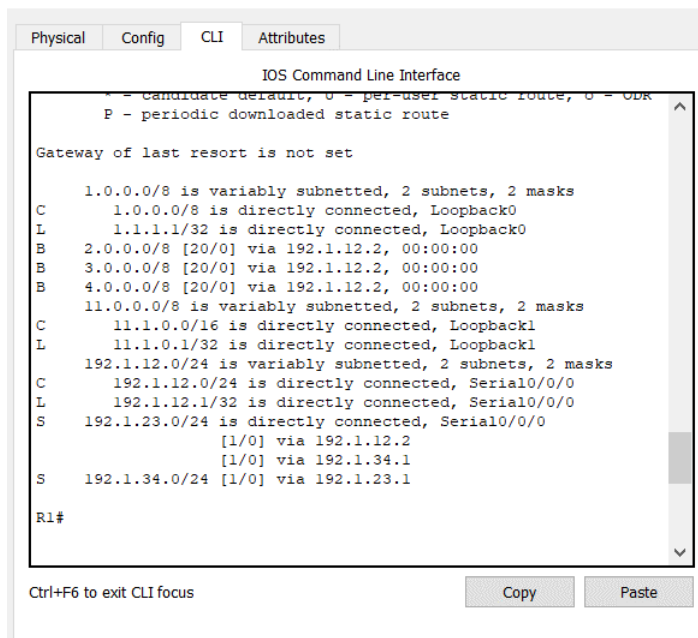 Physical Config CLI Attributes
IOS Command Line Interface
* - candidate default, U - per-user static route, o - ODR
P - periodic downloaded static route
Gateway of last resort is not set
1.0.0.0/8 is variably subnetted, 2 subnets, 2 masks
C 1.0.0.0/8 is directly connected, Loopback0
L 1.1.1.1/32 is directly connected, Loopback0
B 2.0.0.0/8 [20/0] via 192.1.12.2, 00:00:00
B 3.0.0.0/8 [20/0] via 192.1.12.2, 00:00:00
B 4.0.0.0/8 [20/0] via 192.1.12.2, 00:00:00
11.0.0.0/8 is variably subnetted, 2 subnets, 2 masks
C 11.1.0.0/16 is directly connected, Loopback1
L 11.1.0.1/32 is directly connected, Loopback1
192.1.12.0/24 is variably subnetted, 2 subnets, 2 masks
C 192.1.12.0/24 is directly connected, Serial0/0/0
L 192.1.12.1/32 is directly connected, Serial0/0/0
S 192.1.23.0/24 is directly connected, Serial0/0/0
[1/0] via 192.1.12.2
[1/0] via 192.1.34.1
S 192.1.34.0/24 [1/0] via 192.1.23.1
R1#
Ctrl+F6 to exit CLI focus
Copy Paste